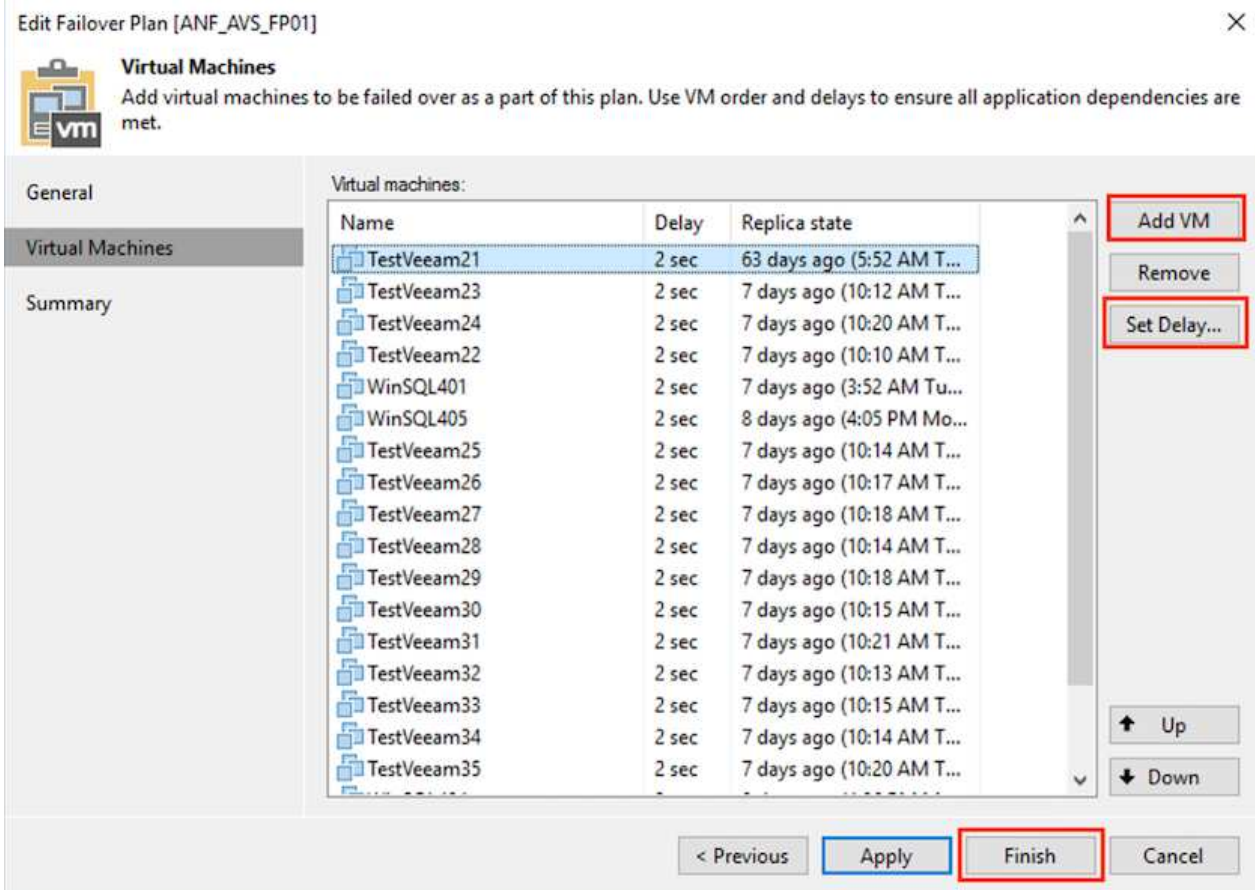 Edit Failover Plan [ANF_AVS_FP01]
Virtual Machines
Add virtual machines to be failed over as a part of this plan. Use VM order and delays to ensure all application dependencies are
met.
vm
General
Virtual Machines
Summary
Virtual machines:
Name Delay Replica state
TestVeeam21 2 sec 63 days ago (5:52 AM T...
TestVeeam23 2 sec 7 days ago (10:12 AM T...
TestVeeam24 2 sec 7 days ago (10:20 AM T...
TestVeeam22 2 sec 7 days ago (10:10 AM T...
WinSQL401 2 sec 7 days ago (3:52 AM Tu...
WinSQL405 2 sec 8 days ago (4:05 PM Mo...
TestVeeam25 2 sec 7 days ago (10:14 AM T...
TestVeeam26 2 sec 7 days ago (10:17 AM T...
TestVeeam27 2 sec 7 days ago (10:18 AM T...
TestVeeam28 2 sec 7 days ago (10:14 AM T...
TestVeeam29 2 sec 7 days ago (10:18 AM T...
TestVeeam30 2 sec 7 days ago (10:15 AM T...
TestVeeam31 2 sec 7 days ago (10:21 AM T...
TestVeeam32 2 sec 7 days ago (10:13 AM T...
TestVeeam33 2 sec 7 days ago (10:15 AM T...
TestVeeam34 2 sec 7 days ago (10:14 AM T...
TestVeeam35 2 sec 7 days ago (10:20 AM T...
Add VM
Remove
Set Delay...
Up
Down
< Previous
Apply
Finish
Cancel